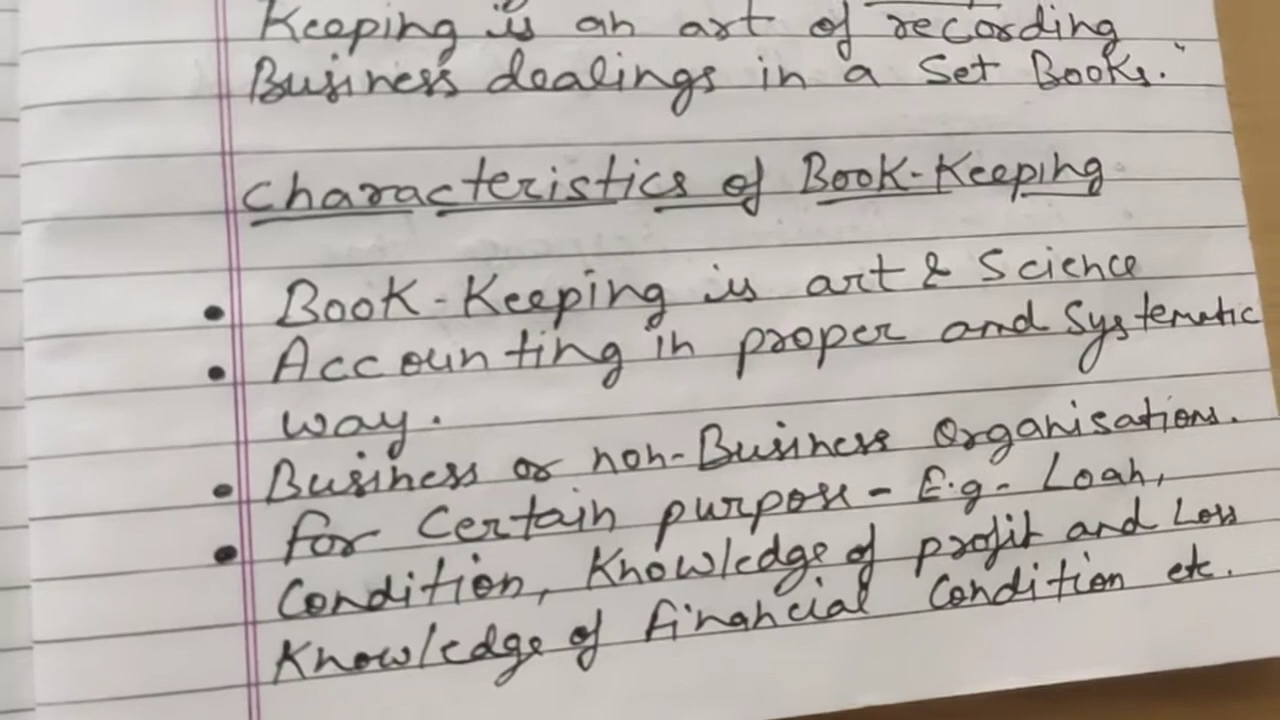 Keeping is an art of recording
Business dealings in a Set Books."
Characteristics of Book-Keeping
• Book-Keeping is art & Science
• Accounting in proper and Systematic
way.
• Business or non-Business Organisations.
• for Certain purpose - E.g. Loan,
Condition, Knowledge of profit and Loss
Knowledge of financial Condition etc.